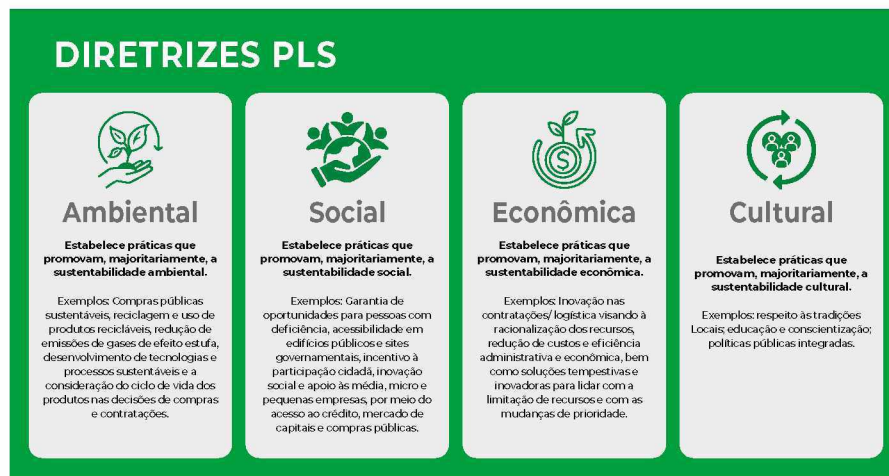 DIRETRIZES PLS
Ambiental
Estabelece práticas que
promovam, majoritariamente, a
sustentabilidade ambiental.
Exemplos: Compras públicas
sustentáveis, reciclagem e uso de
produtos recicláveis, redução de
emissões de gases de efeito estufa,
desenvolvimento de tecnologias e
processos sustentáveis e a
consideração do ciclo de vida dos
produtos nas decisões de compras
e contratações.
Social
Estabelece práticas que
promovam, majoritariamente, a
sustentabilidade social.
Exemplos: Garantia de
oportunidades para pessoas com
deficiência, acessibilidade em
edifícios públicos e sites
governamentais, incentivo à
participação cidadã, inovação
social e apoio às média, micro e
pequenas empresas, por meio do
acesso ao crédito, mercado de
capitais e compras públicas.
Econômica
Estabelece práticas que
promovam, majoritariamente, a
sustentabilidade econômica.
Exemplos: Inovação nas
contratações/ logística visando à
racionalização dos recursos,
redução de custos e eficiência
administrativa e econômica, bem
como soluções tempestivas e
inovadoras para lidar com a
limitação de recursos e com as
mudanças de prioridade.
Cultural
Estabelece práticas que
promovam, majoritariamente, a
sustentabilidade cultural.
Exemplos: respeito às tradições
Locais; educação e conscientização;
políticas públicas integradas.